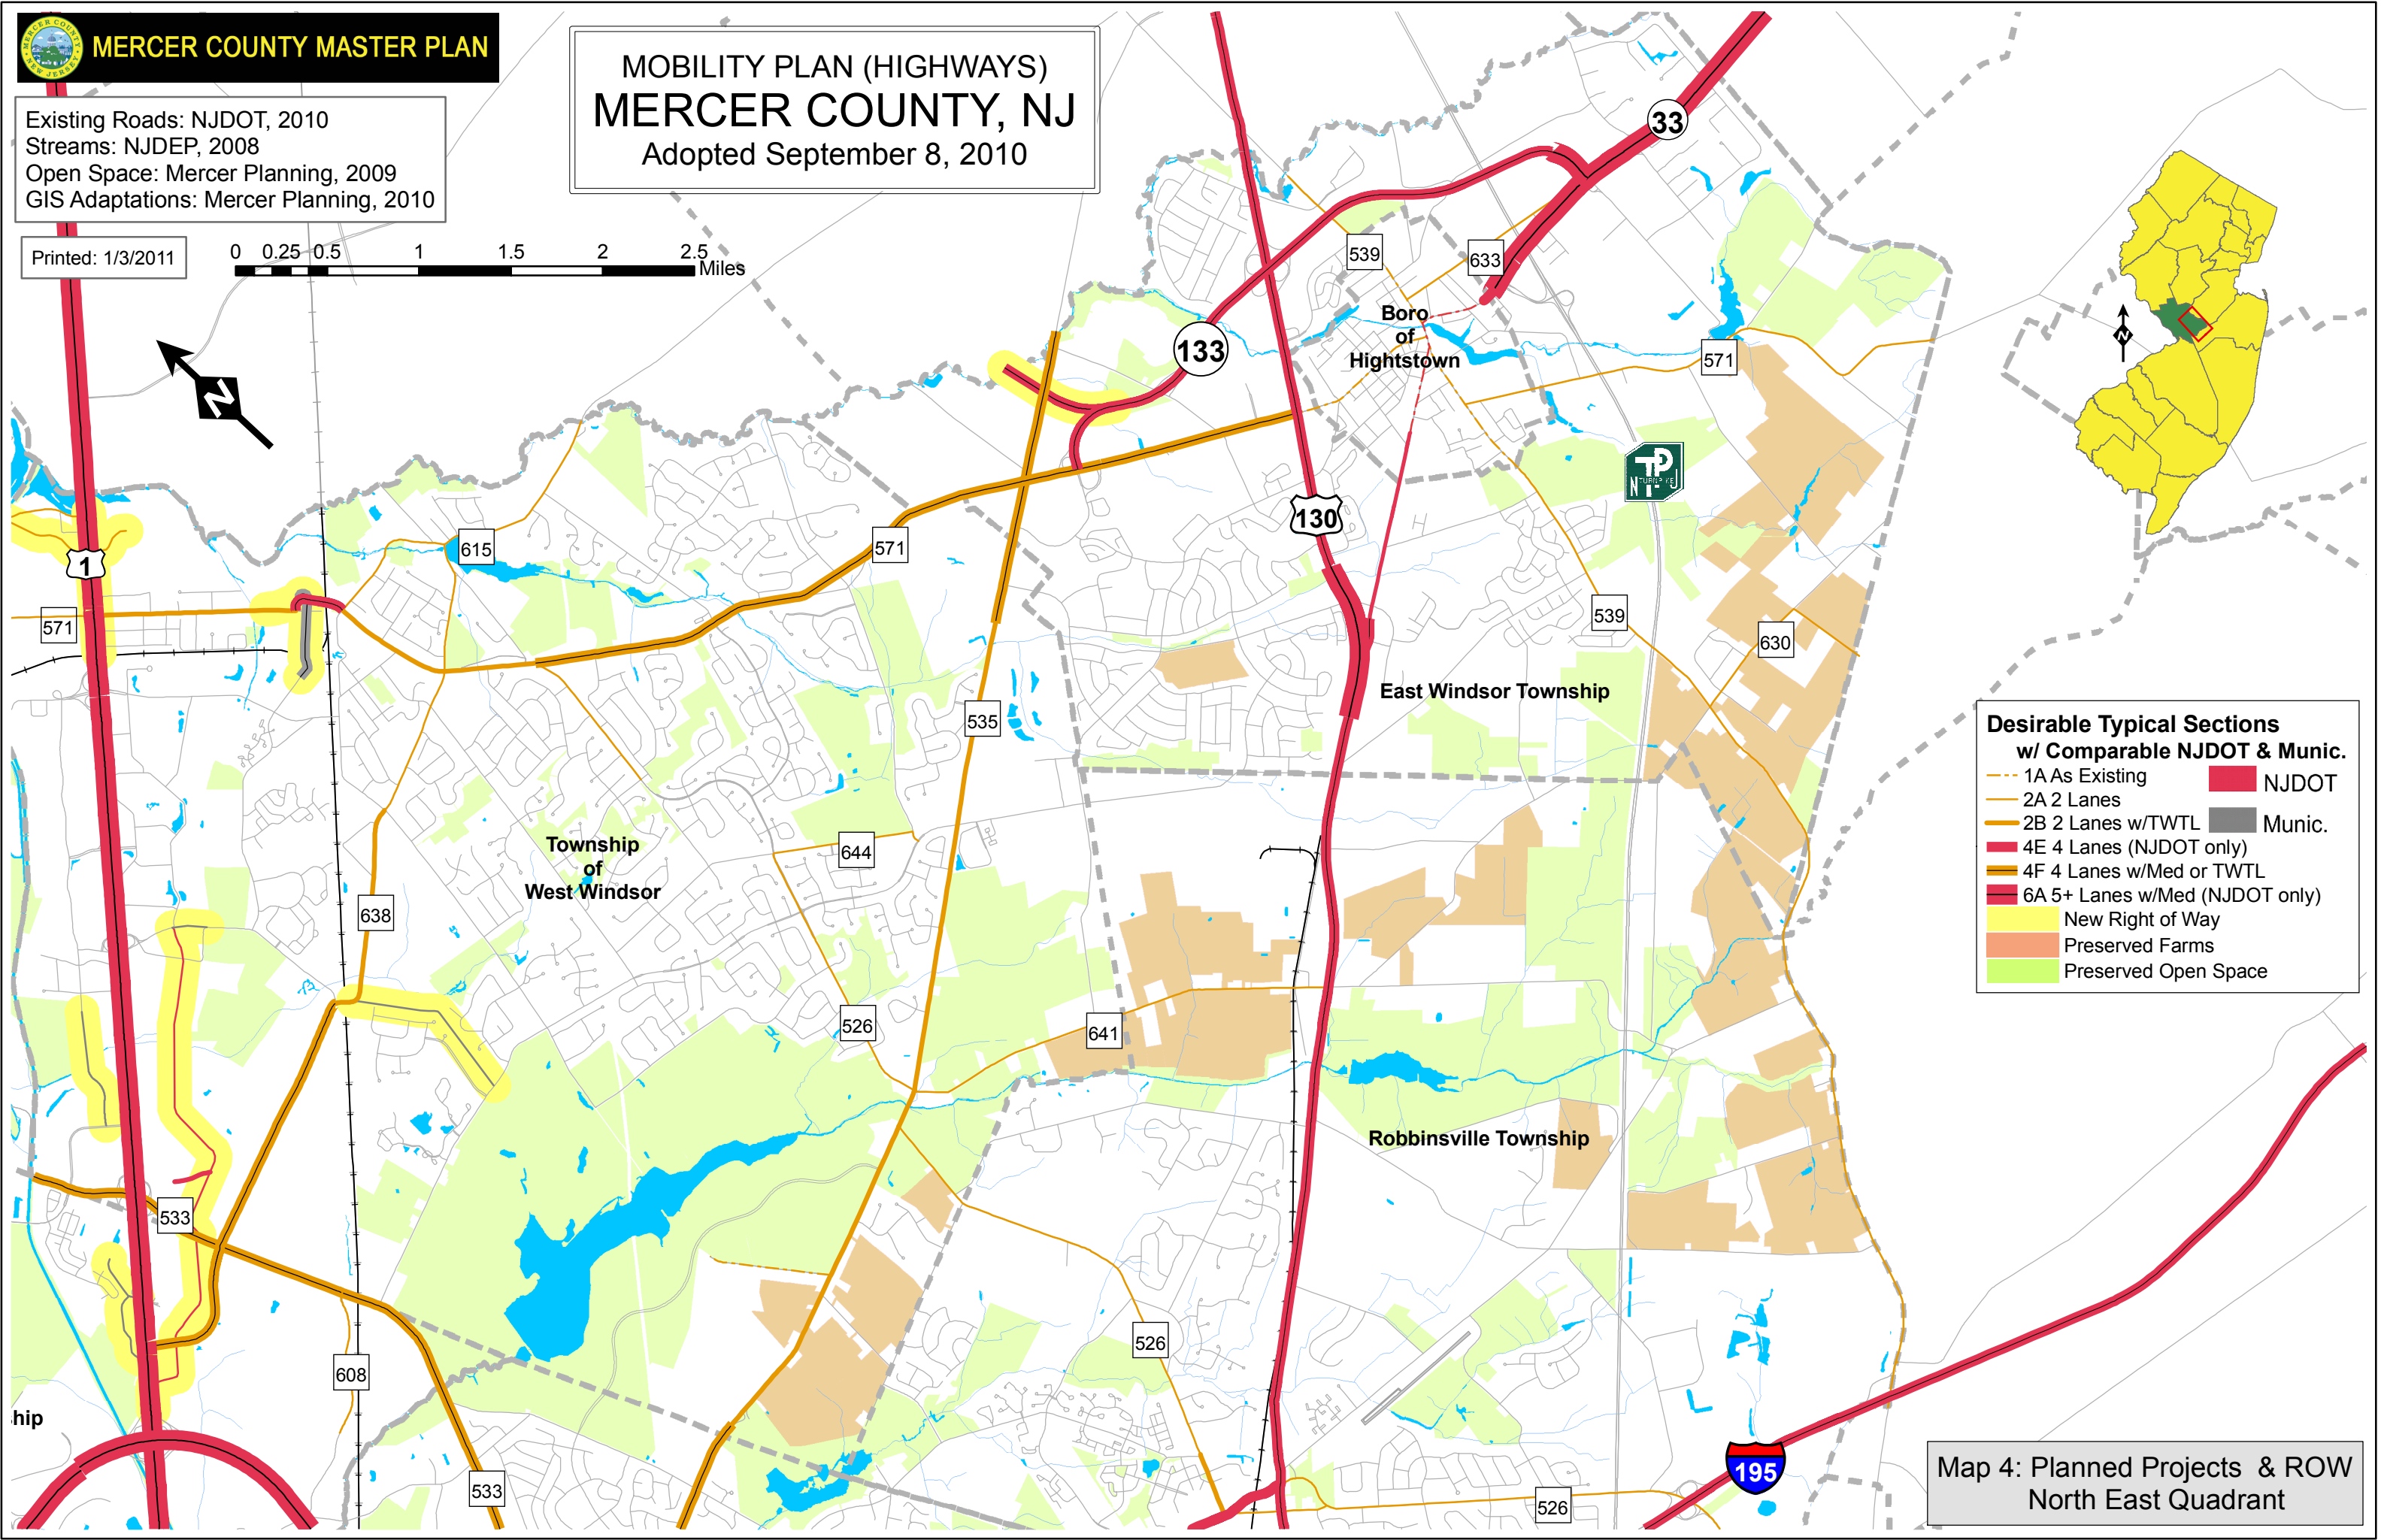 MERCER COUNTY MASTER PLAN
MERCER COUNTY
NEW JERSEY
Existing Roads: NJDOT, 2010
Streams: NJDEP, 2008
Open Space: Mercer Planning, 2009
GIS Adaptations: Mercer Planning, 2010
Printed: 1/3/2011
0 0.25 0.5 1 1.5 2 2.5
Miles
MOBILITY PLAN (HIGHWAYS)
MERCER COUNTY, NJ
Adopted September 8, 2010
N
N
33
539
633
133
Boro
of
Hightstown
571
TP
N TURNPKE J
130
615
571
1
571
539
630
East Windsor Township
535
Township
of
West Windsor
644
638
526
641
533
Robbinsville Township
526
608
ship
533
195
526
Desirable Typical Sections
w/ Comparable NJDOT & Munic.
1A As Existing
NJDOT
2A 2 Lanes
2B 2 Lanes w/TWTL
Munic.
4E 4 Lanes (NJDOT only)
4F 4 Lanes w/Med or TWTL
6A 5+ Lanes w/Med (NJDOT only)
New Right of Way
Preserved Farms
Preserved Open Space
Map 4: Planned Projects & ROW
North East Quadrant